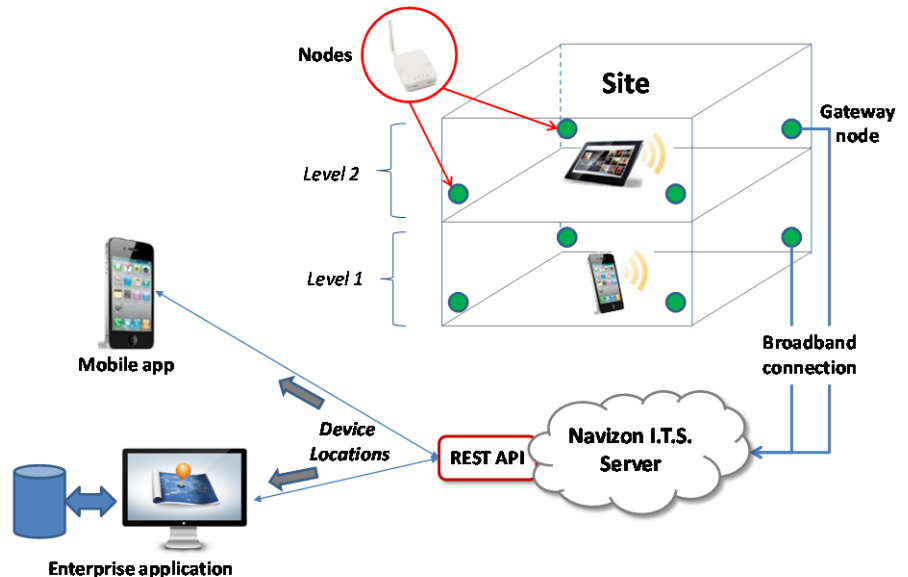 Nodes
Site
Gateway
node
Level 2
Level 1
Mobile app
Broadband
connection
Device
Locations
REST API
Navizon I.T.S.
Server
Enterprise application